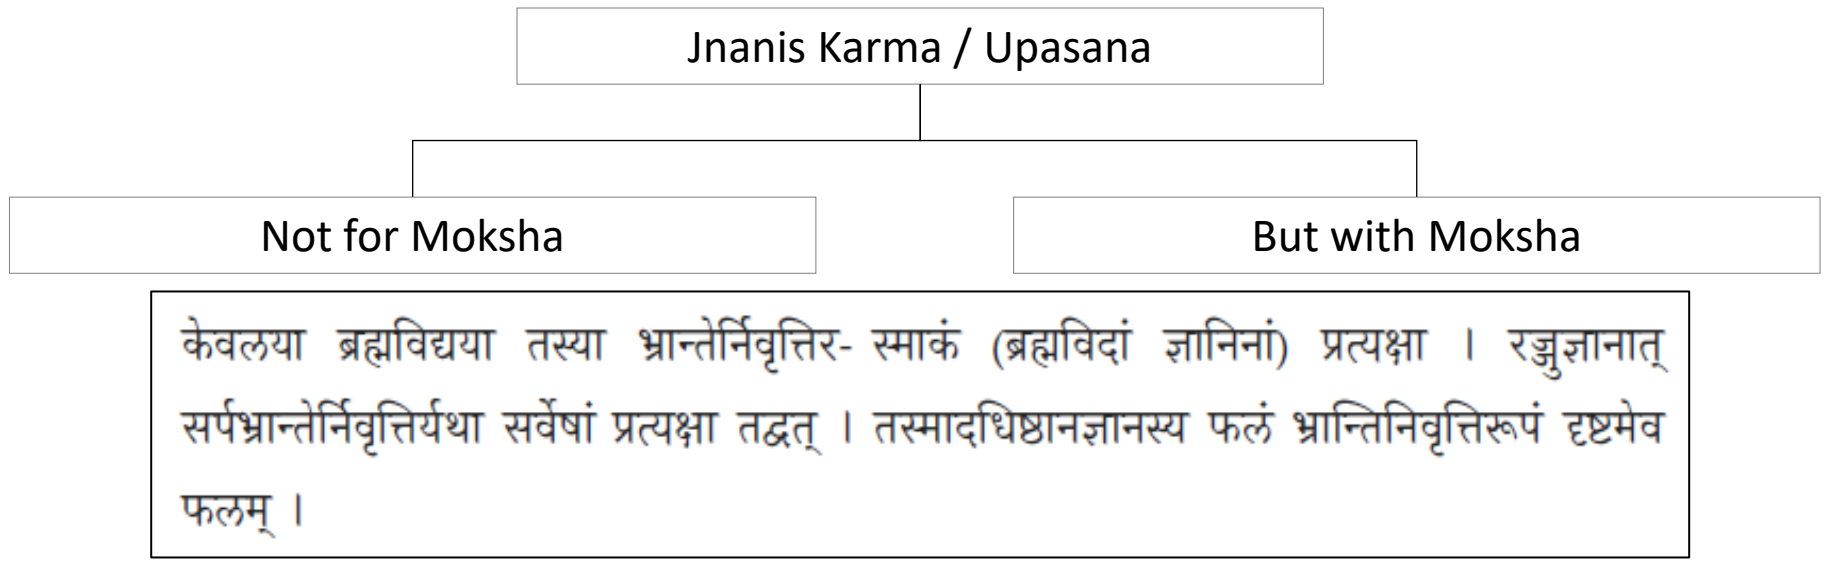 Jnanis Karma / Upasana
Not for Moksha
But with Moksha
केवलया ब्रह्मविद्यया तस्या भ्रान्तेर्निवृत्तिर- स्माकं (ब्रह्मविदां ज्ञानिनां) प्रत्यक्षा । रज्जुज्ञानात्
सर्पभ्रान्तेर्निवृत्तिर्यथा सर्वेषां प्रत्यक्षा तद्वत् । तस्मादधिष्ठानज्ञानस्य फलं भ्रान्तिनिवृत्तिरूपं दृष्टमेव
फलम् ।